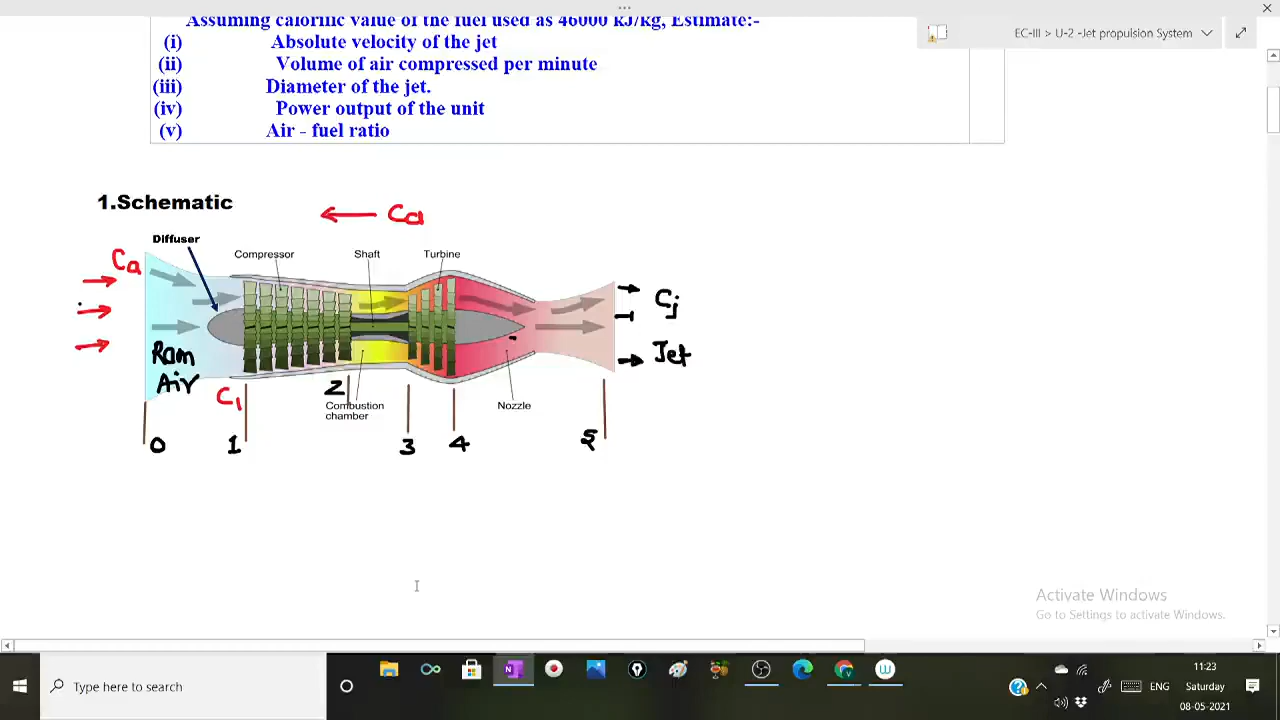 Assuming calorific value of the fuel used as 46000 kJ/kg, Estimate:-
(i) Absolute velocity of the jet
(ii) Volume of air compressed per minute
(iii) Diameter of the jet.
(iv) Power output of the unit
(v) Air - fuel ratio
EC-III > U-2 -Jet propulsion System
1.Schematic
Ca
Diffuser
Ca
Compressor
Shaft
Turbine
Cj
Ram
Air
Jet
C1
2
Combustion
chamber
Nozzle
0
1
3
4
5
Activate Windows
Go to Settings to activate Windows.
Type here to search
ENG
11:23
Saturday
08-05-2021